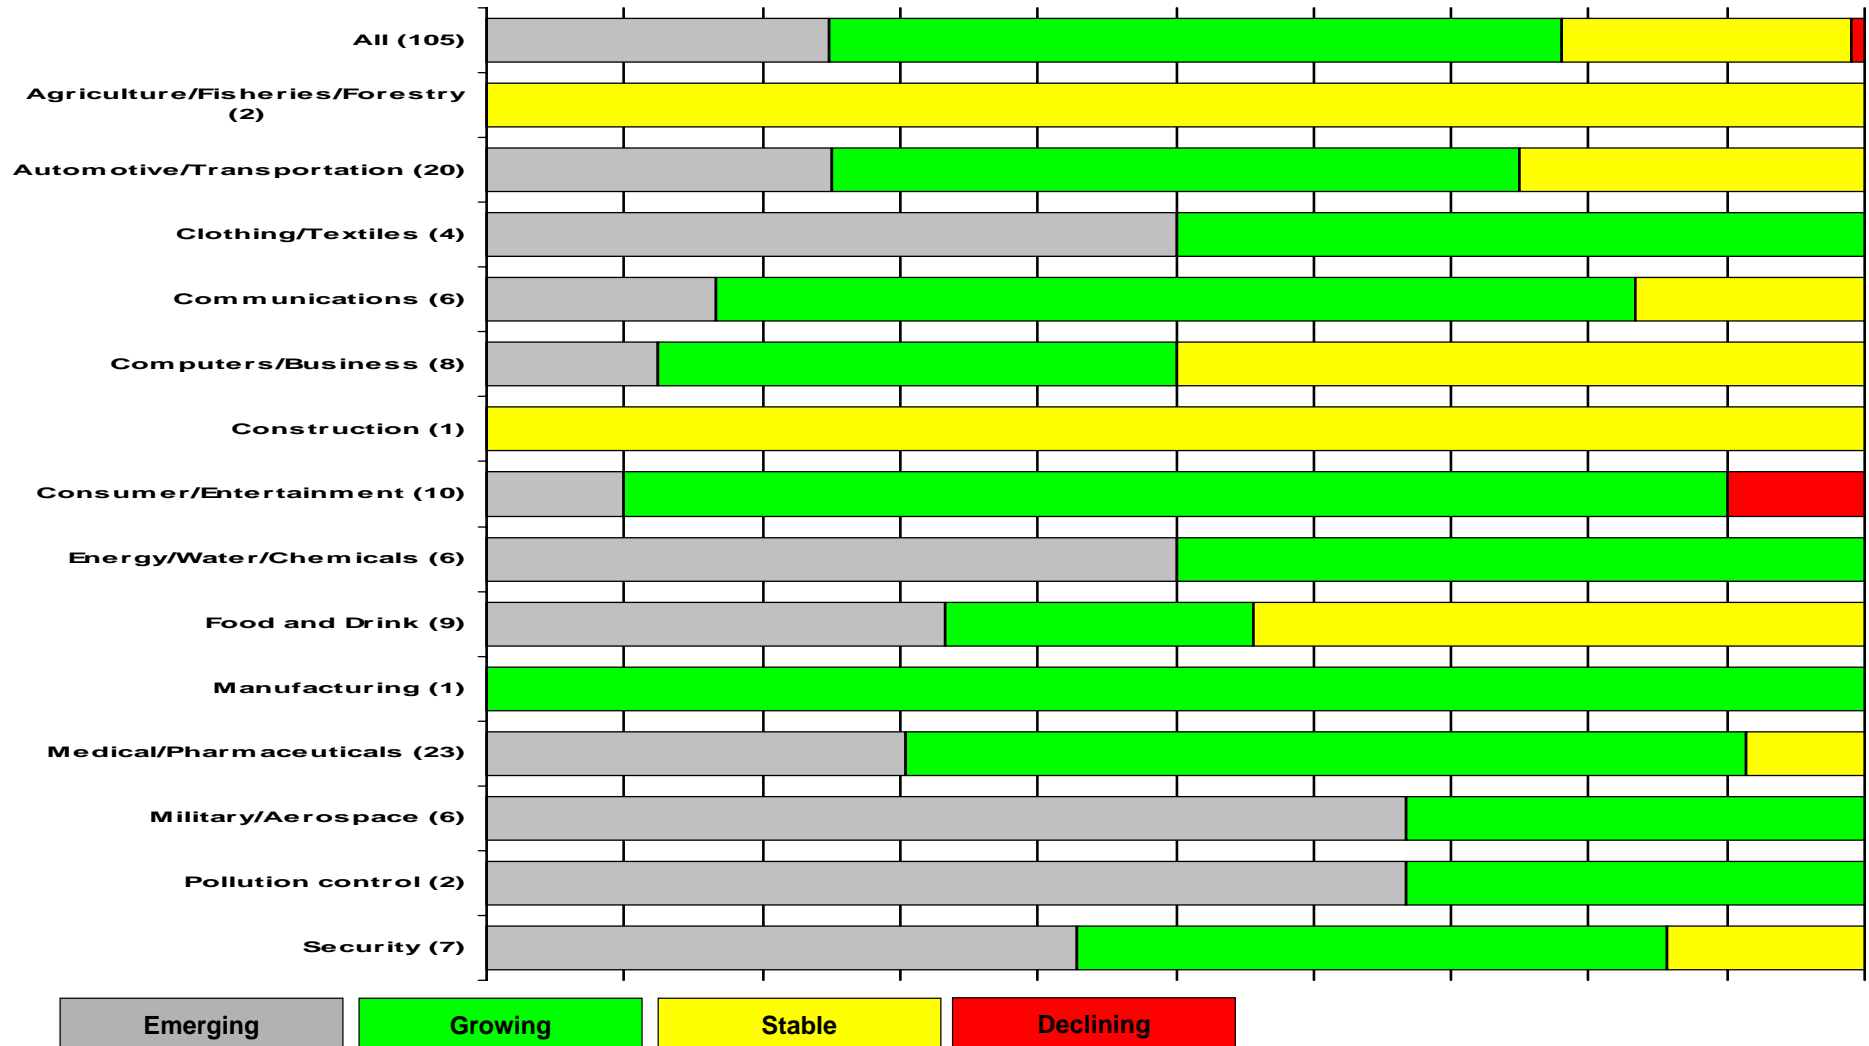 All (105)
Agriculture/Fisheries/Forestry
(2)
Automotive/Transportation (20)
Clothing/Textiles (4)
Communications (6)
Computers/Business (8)
Construction (1)
Consumer/Entertainment (10)
Energy/Water/Chemicals (6)
Food and Drink (9)
Manufacturing (1)
Medical/Pharmaceuticals (23)
Military/Aerospace (6)
Pollution control (2)
Security (7)
Emerging Growing Stable Declining